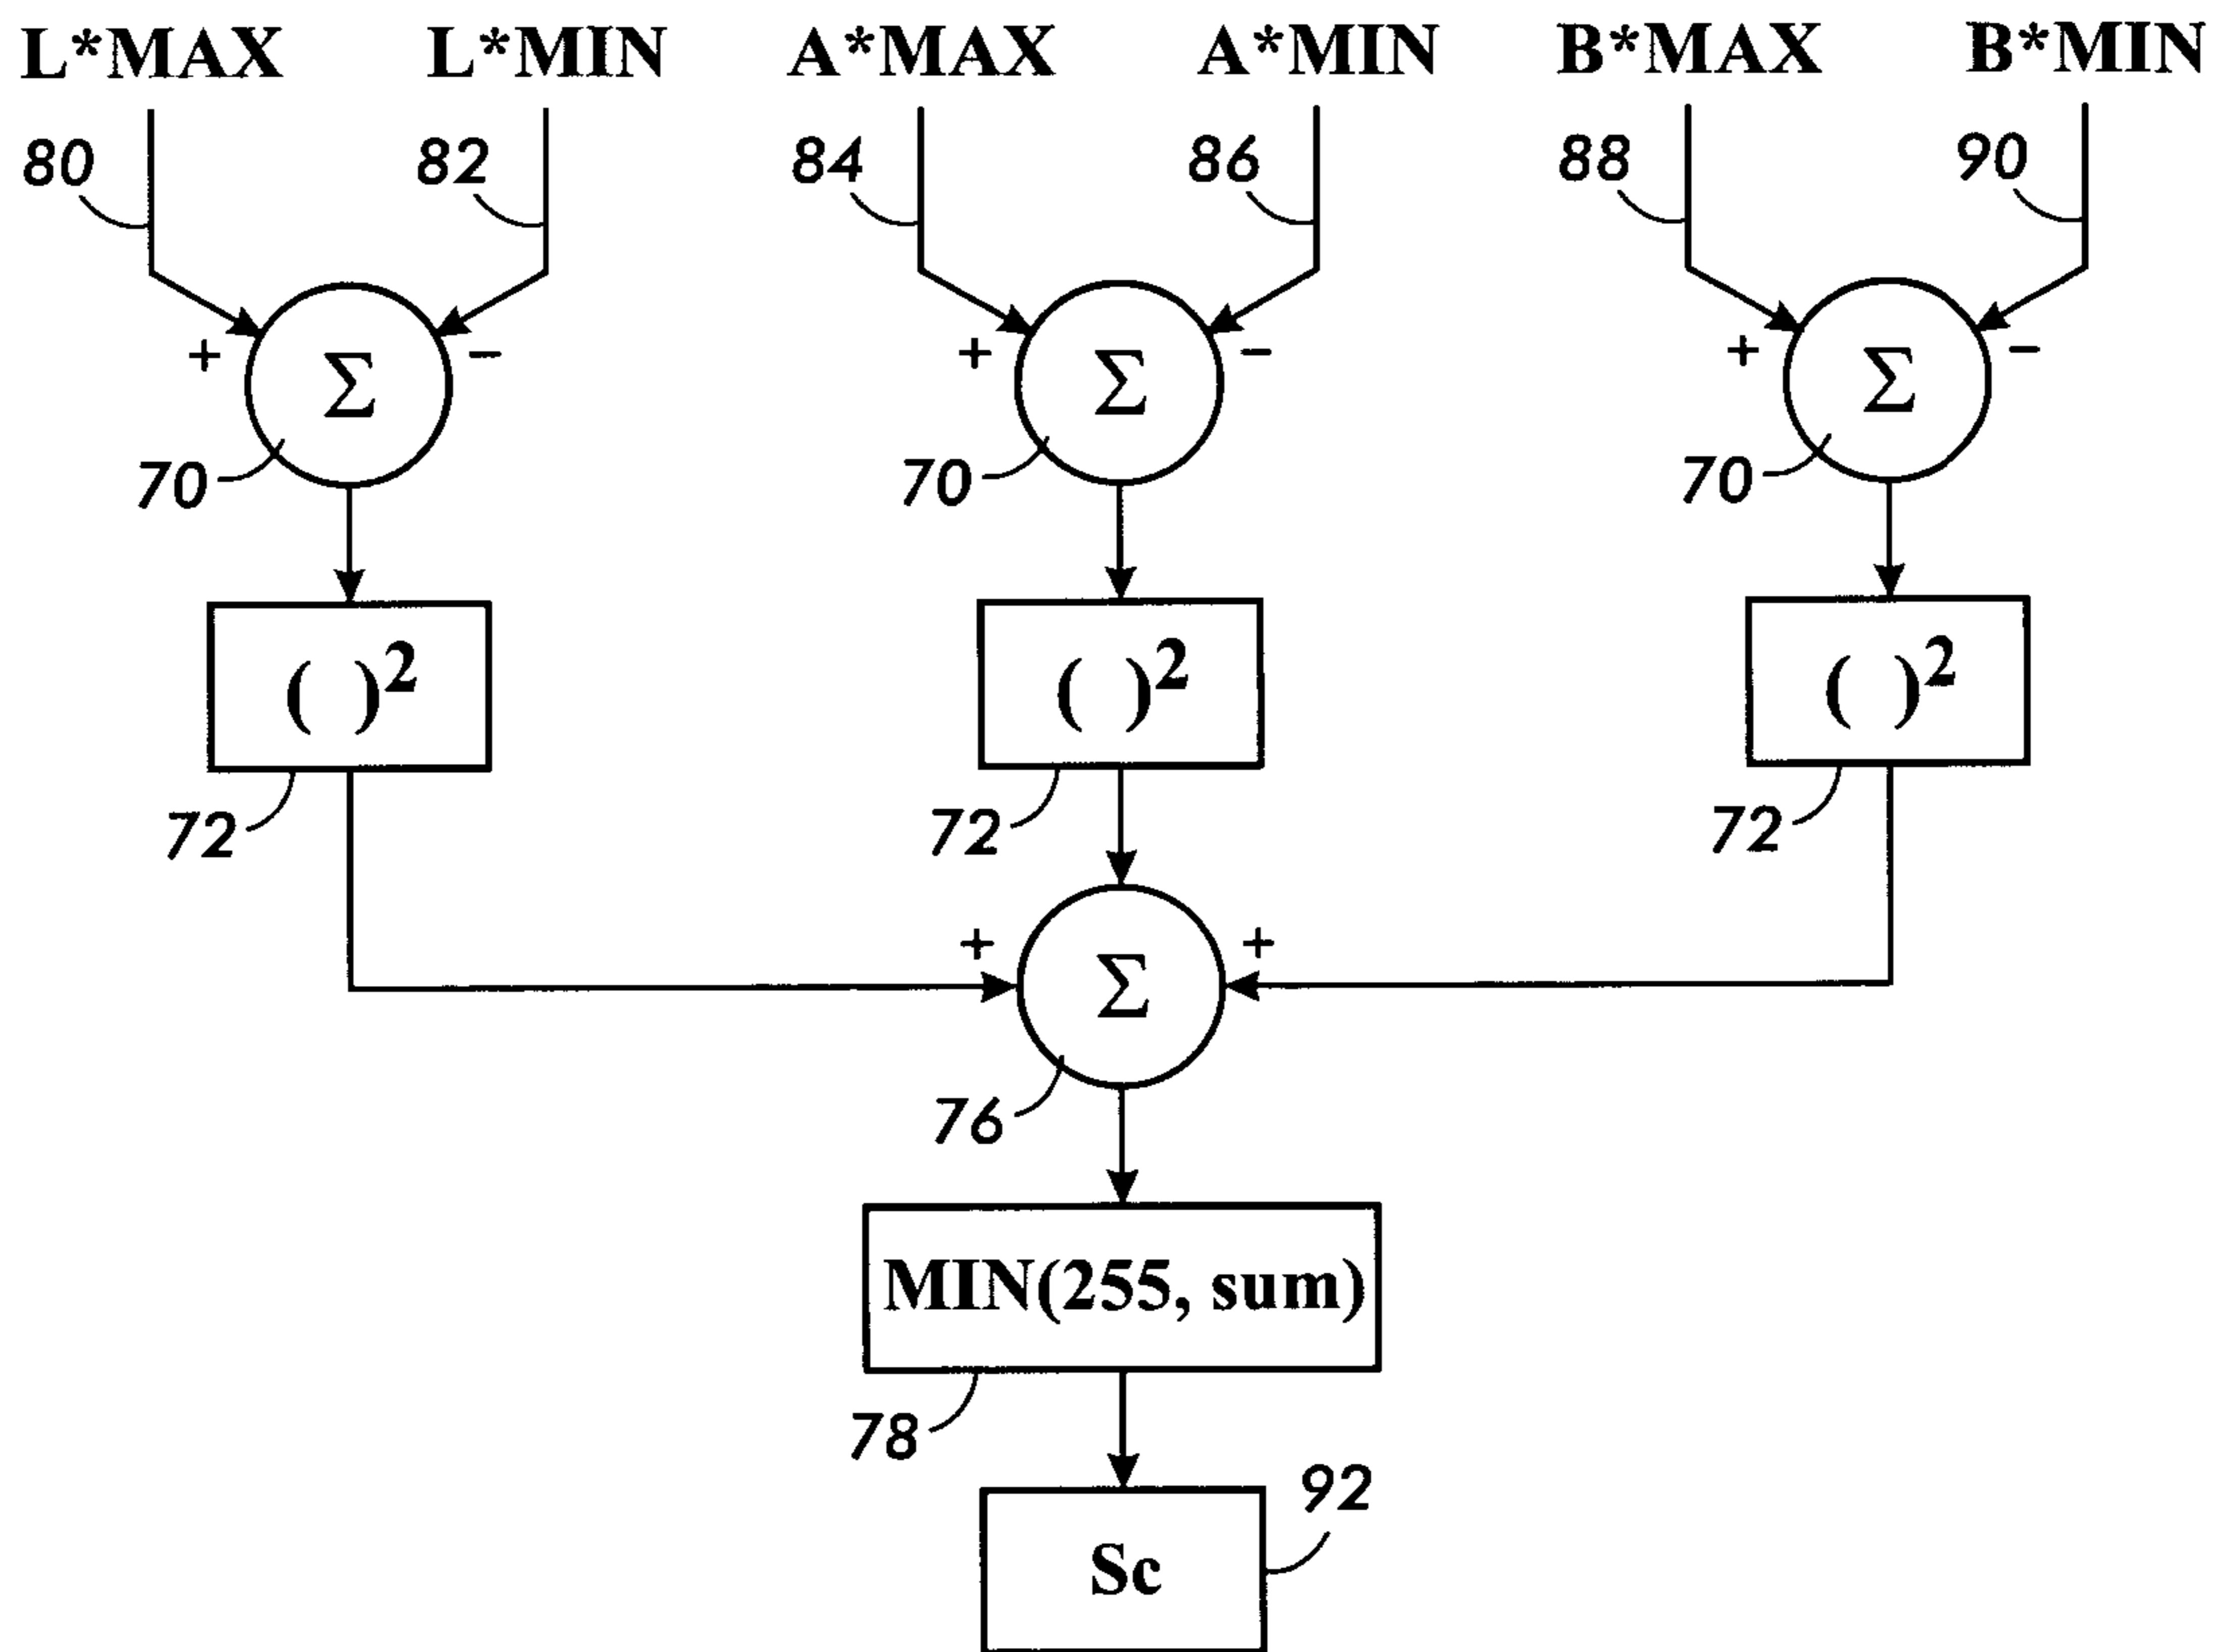 L*MAX L*MIN A*MAX A*MIN B*MAX B*MIN
80 82 84 86 88 90
+ Σ − + Σ − + Σ −
70 70 70
( )² ( )² ( )²
72 72 72
+ Σ +
76
MIN(255, sum)
78
92
Sc